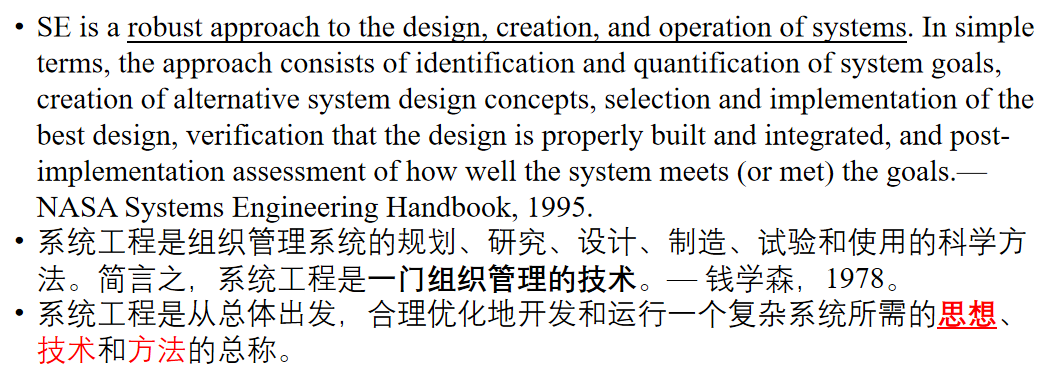 • SE is a robust approach to the design, creation, and operation of systems. In simple
terms, the approach consists of identification and quantification of system goals,
creation of alternative system design concepts, selection and implementation of the
best design, verification that the design is properly built and integrated, and post-
implementation assessment of how well the system meets (or met) the goals.—
NASA Systems Engineering Handbook, 1995.
• 系统工程是组织管理系统的规划、研究、设计、制造、试验和使用的科学方
法。简言之，系统工程是一门组织管理的技术。— 钱学森，1978。
• 系统工程是从总体出发，合理优化地开发和运行一个复杂系统所需的思想、
技术和方法的总称。